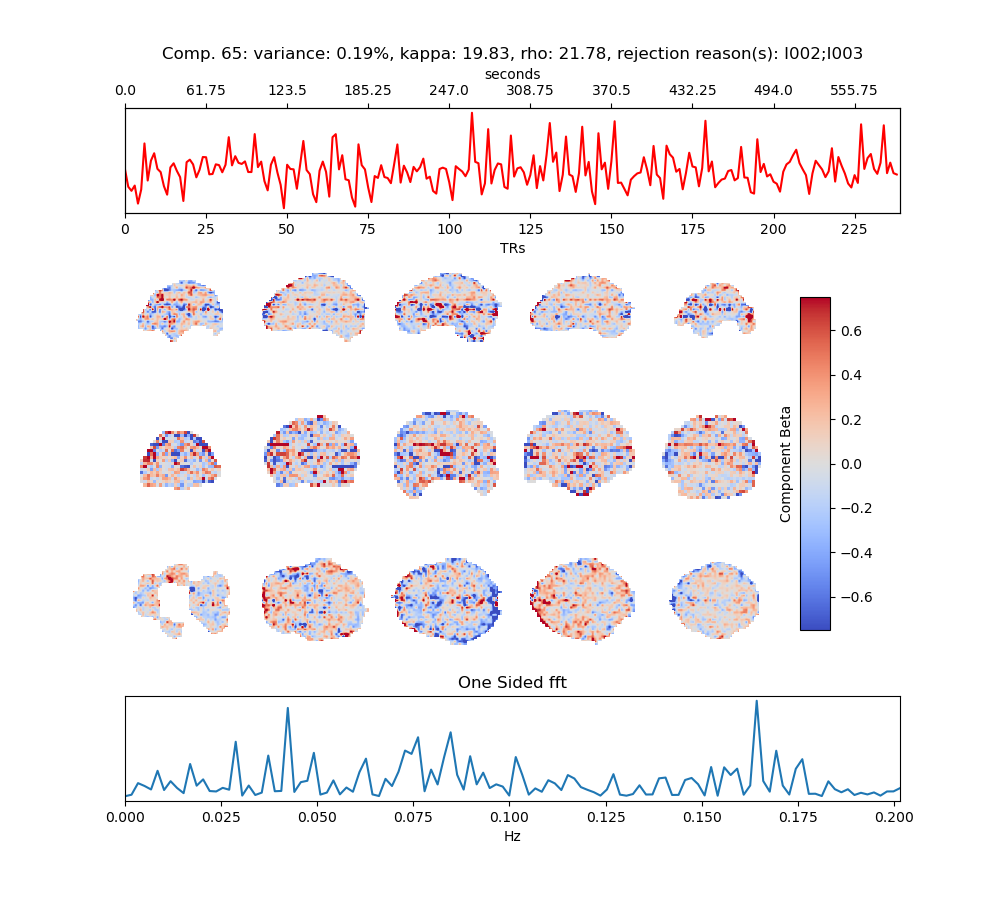 Comp. 65: variance: 0.19%, kappa: 19.83, rho: 21.78, rejection reason(s): I002;I003
seconds
0.0 61.75 123.5 185.25 247.0 308.75 370.5 432.25 494.0 555.75
0 25 50 75 100 125 150 175 200 225
TRs
0.6
0.4
0.2
0.0
−0.2
−0.4
−0.6
Component Beta
One Sided fft
0.000 0.025 0.050 0.075 0.100 0.125 0.150 0.175 0.200
Hz